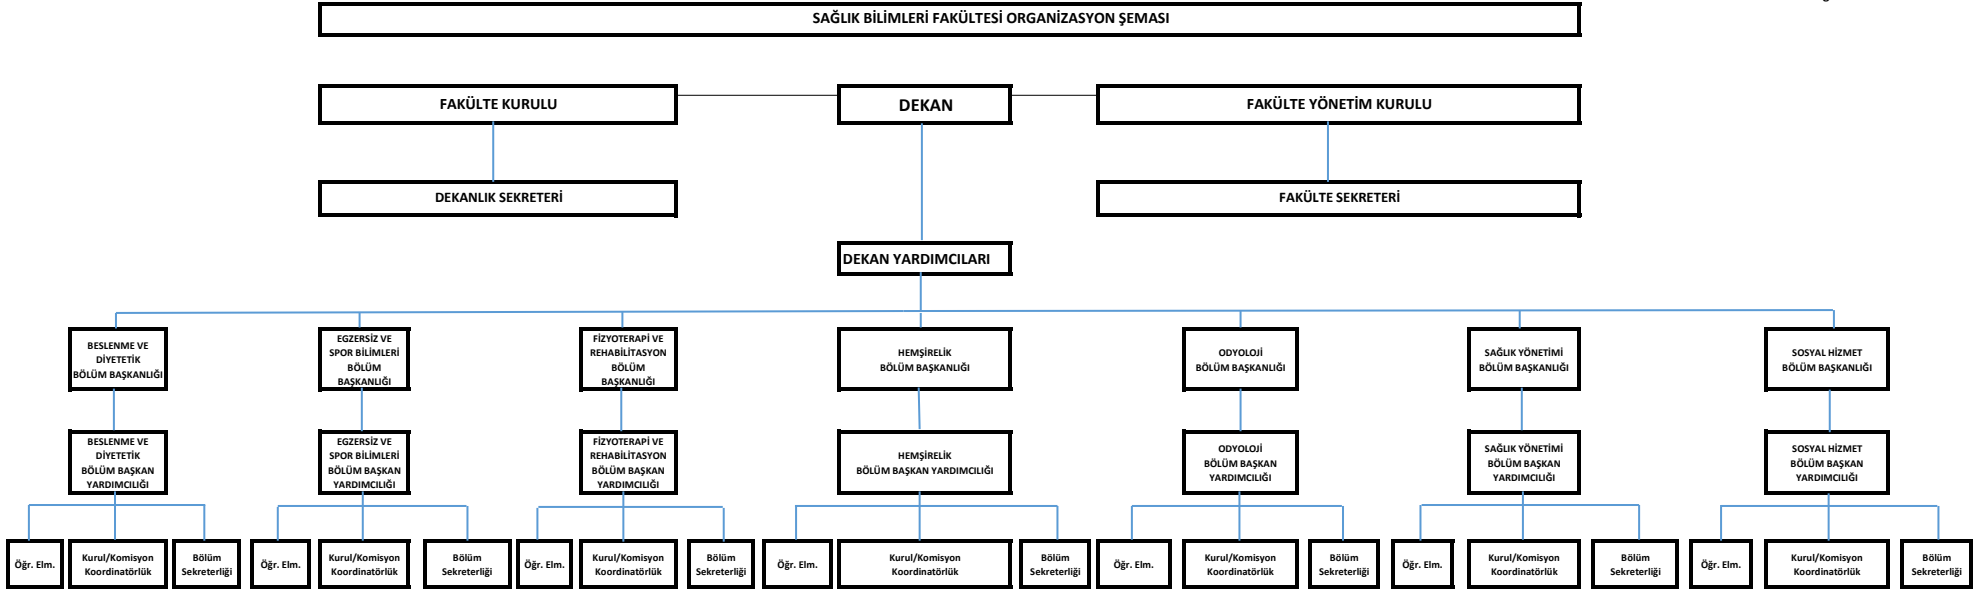 SAĞLIK BİLİMLERİ FAKÜLTESİ ORGANİZASYON ŞEMASI
FAKÜLTE KURULU
DEKAN
FAKÜLTE YÖNETİM KURULU
DEKANLIK SEKRETERİ
FAKÜLTE SEKRETERİ
DEKAN YARDIMCILARI
BESLENME VE
DİYETETİK
BÖLÜM BAŞKANLIĞI
EGZERSİZ VE
SPOR BİLİMLERİ
BÖLÜM
BAŞKANLIĞI
FİZYOTERAPİ VE
REHABİLİTASYON
BÖLÜM
BAŞKANLIĞI
HEMŞİRELİK
BÖLÜM BAŞKANLIĞI
ODYOLOJİ
BÖLÜM BAŞKANLIĞI
SAĞLIK YÖNETİMİ
BÖLÜM BAŞKANLIĞI
SOSYAL HİZMET
BÖLÜM BAŞKANLIĞI
BESLENME VE
DİYETETİK
BÖLÜM BAŞKAN
YARDIMCILIĞI
EGZERSİZ VE
SPOR BİLİMLERİ
BÖLÜM BAŞKAN
YARDIMCILIĞI
FİZYOTERAPİ VE
REHABİLİTASYON
BÖLÜM BAŞKAN
YARDIMCILIĞI
HEMŞİRELİK
BÖLÜM BAŞKAN YARDIMCILIĞI
ODYOLOJİ
BÖLÜM BAŞKAN
YARDIMCILIĞI
SAĞLIK YÖNETİMİ
BÖLÜM BAŞKAN
YARDIMCILIĞI
SOSYAL HİZMET
BÖLÜM BAŞKAN
YARDIMCILIĞI
Öğr. Elm.
Kurul/Komisyon
Koordinatörlük
Bölüm
Sekreterliği
Öğr. Elm.
Kurul/Komisyon
Koordinatörlük
Bölüm
Sekreterliği
Öğr. Elm.
Kurul/Komisyon
Koordinatörlük
Bölüm
Sekreterliği
Öğr. Elm.
Kurul/Komisyon
Koordinatörlük
Bölüm
Sekreterliği
Öğr. Elm.
Kurul/Komisyon
Koordinatörlük
Bölüm
Sekreterliği
Öğr. Elm.
Kurul/Komisyon
Koordinatörlük
Bölüm
Sekreterliği
Öğr. Elm.
Kurul/Komisyon
Koordinatörlük
Bölüm
Sekreterliği